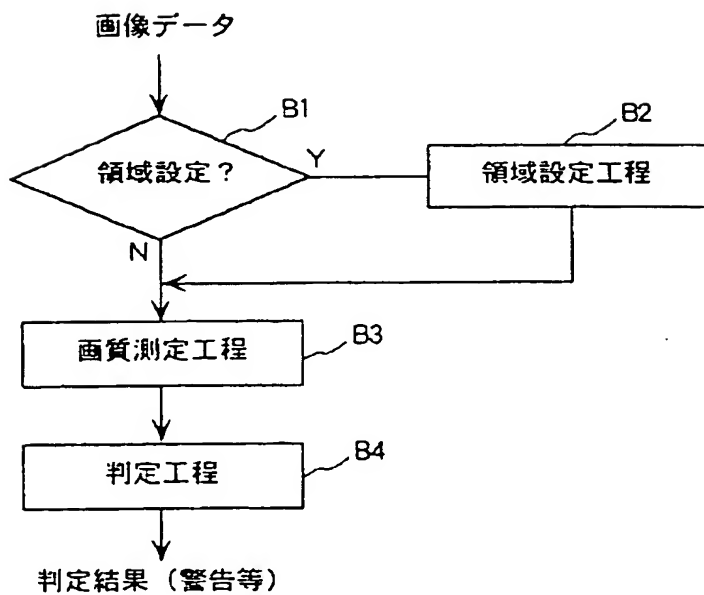 画像データ
B1
領域設定？
Y
B2
領域設定工程
N
画質測定工程
B3
判定工程
B4
判定結果（警告等）